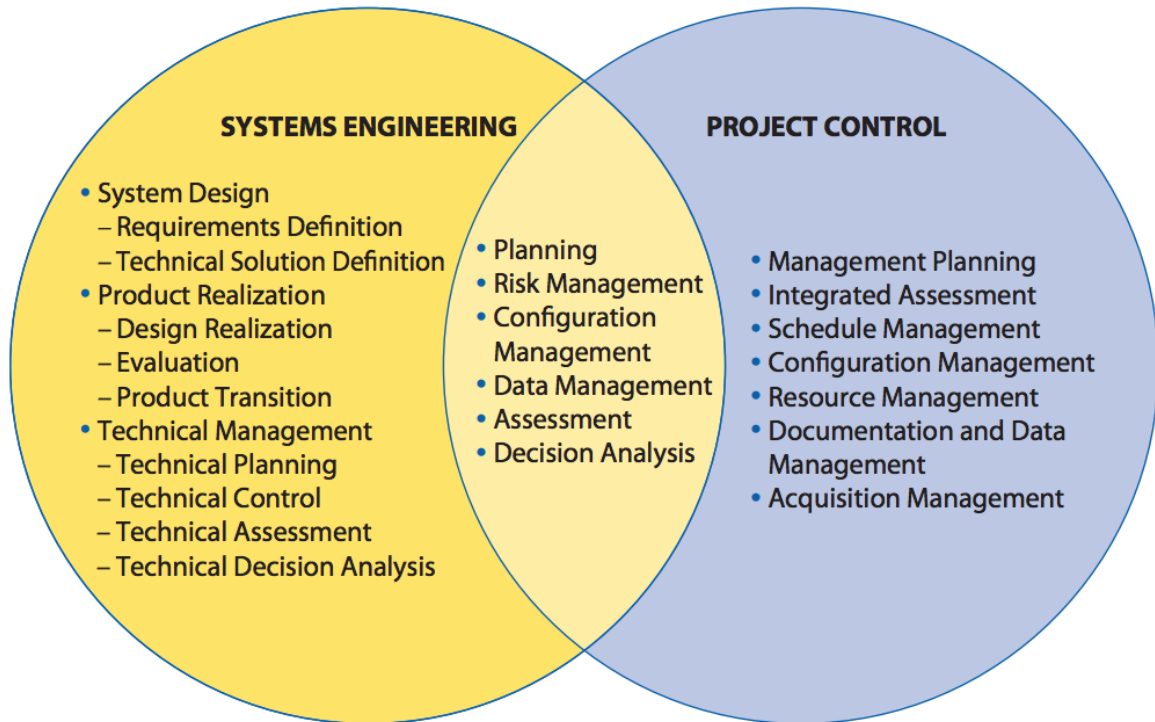 SYSTEMS ENGINEERING
• System Design
– Requirements Definition
– Technical Solution Definition
• Product Realization
– Design Realization
– Evaluation
– Product Transition
• Technical Management
– Technical Planning
– Technical Control
– Technical Assessment
– Technical Decision Analysis
• Planning
• Risk Management
• Configuration
Management
• Data Management
• Assessment
• Decision Analysis
PROJECT CONTROL
• Management Planning
• Integrated Assessment
• Schedule Management
• Configuration Management
• Resource Management
• Documentation and Data
Management
• Acquisition Management